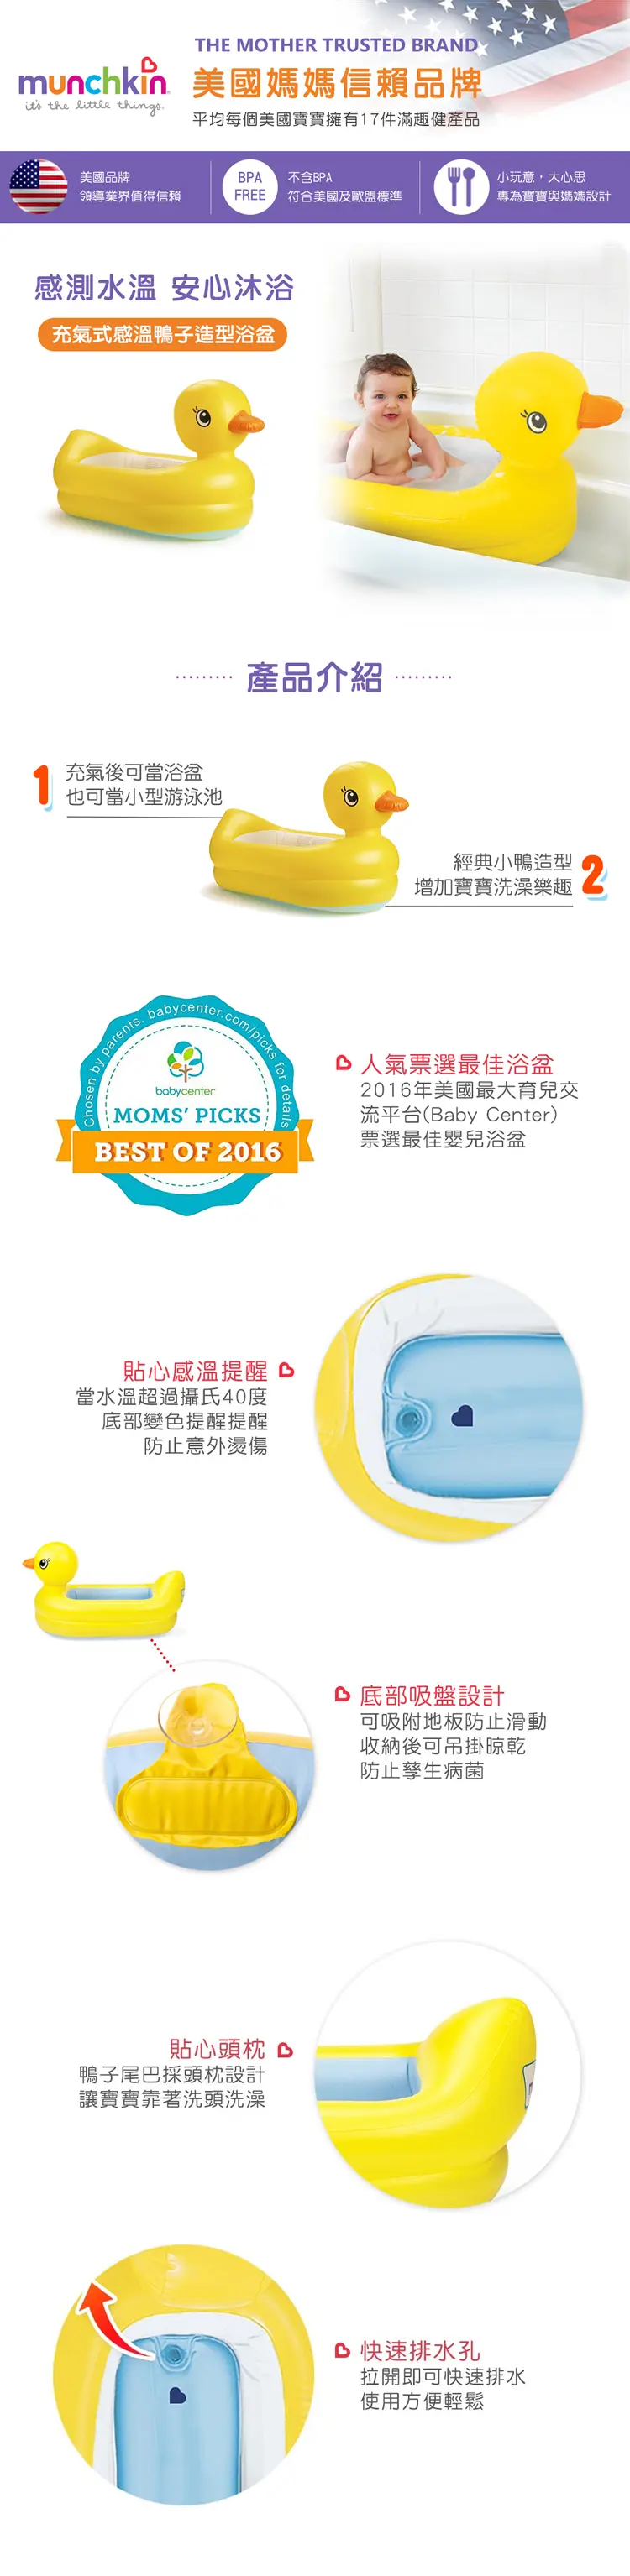 THE MOTHER TRUSTED BRAND
munchkin
it's the little things.
美國媽媽信賴品牌
平均每個美國寶寶擁有17件滿趣健產品
美國品牌
領導業界值得信賴
BPA
FREE
不含BPA
符合美國及歐盟標準
小玩意，大心思
專為寶寶與媽媽設計
感測水溫 安心沐浴
充氣式感溫鴨子造型浴盆
產品介紹
1
充氣後可當浴盆
也可當小型游泳池
經典小鴨造型
增加寶寶洗澡樂趣
2
Chosen by parents. babycenter.com/picks for details
babycenter
MOMS' PICKS
BEST OF 2016
人氣票選最佳浴盆
2016年美國最大育兒交
流平台(Baby Center)
票選最佳嬰兒浴盆
貼心感溫提醒
當水溫超過攝氏40度
底部變色提醒提醒
防止意外燙傷
底部吸盤設計
可吸附地板防止滑動
收納後可吊掛晾乾
防止孳生病菌
貼心頭枕
鴨子尾巴採頭枕設計
讓寶寶靠著洗頭洗澡
快速排水孔
拉開即可快速排水
使用方便輕鬆